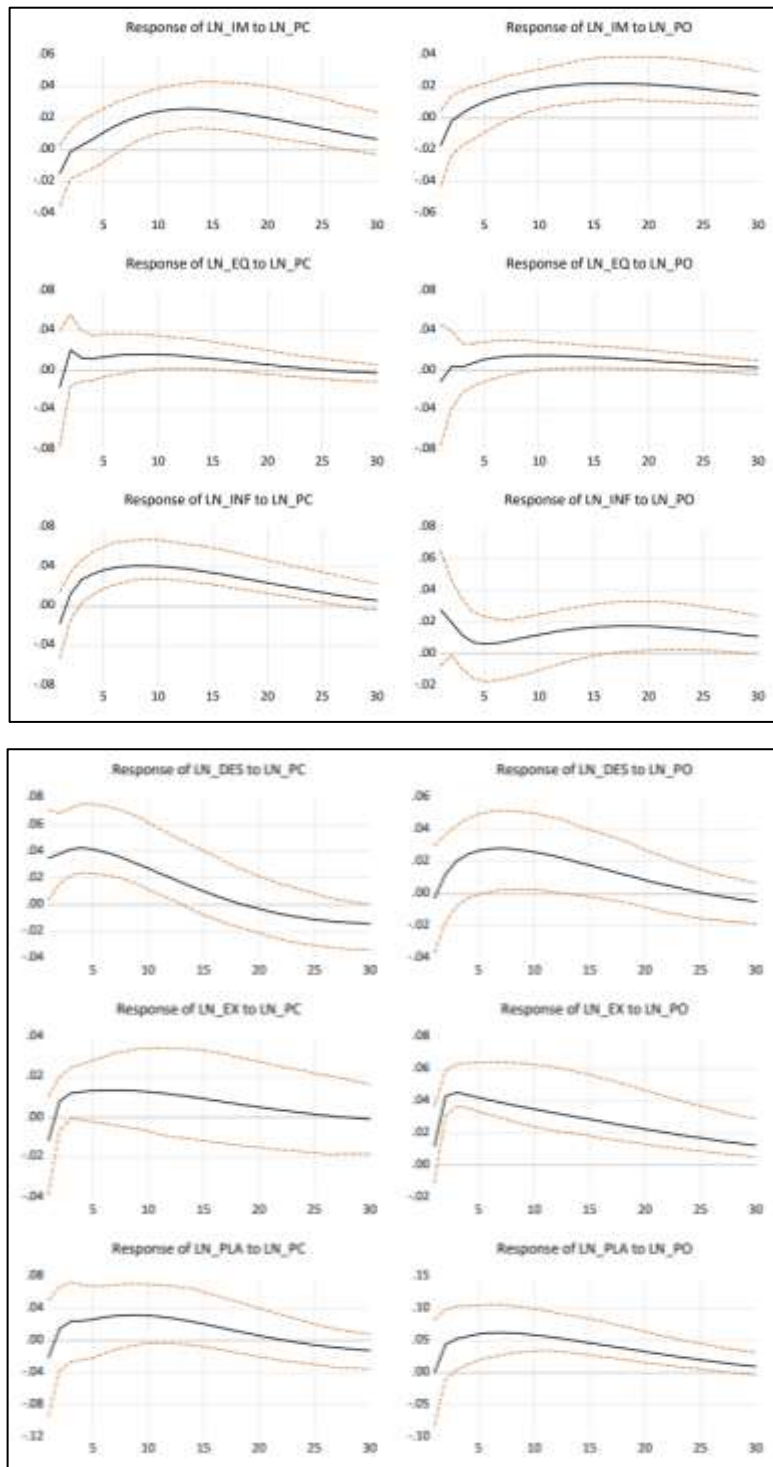 Response of LN_IM to LN_PC
.06
.04
.02
.00
-.02
-.04
5 10 15 20 25 30
Response of LN_IM to LN_PO
.04
.02
.00
-.02
-.04
-.06
5 10 15 20 25 30
Response of LN_EQ to LN_PC
.08
.04
.00
-.04
-.08
5 10 15 20 25 30
Response of LN_EQ to LN_PO
.08
.04
.00
-.04
-.08
5 10 15 20 25 30
Response of LN_INF to LN_PC
.08
.04
.00
-.04
-.08
5 10 15 20 25 30
Response of LN_INF to LN_PO
.08
.06
.04
.02
.00
-.02
5 10 15 20 25 30
Response of LN_DES to LN_PC
.08
.06
.04
.02
.00
-.02
-.04
5 10 15 20 25 30
Response of LN_DES to LN_PO
.06
.04
.02
.00
-.02
-.04
5 10 15 20 25 30
Response of LN_EX to LN_PC
.04
.02
.00
-.02
-.04
5 10 15 20 25 30
Response of LN_EX to LN_PO
.08
.06
.04
.02
.00
-.02
5 10 15 20 25 30
Response of LN_PLA to LN_PC
.08
.04
.00
-.04
-.08
-.12
5 10 15 20 25 30
Response of LN_PLA to LN_PO
.15
.10
.05
.00
-.05
-.10
5 10 15 20 25 30